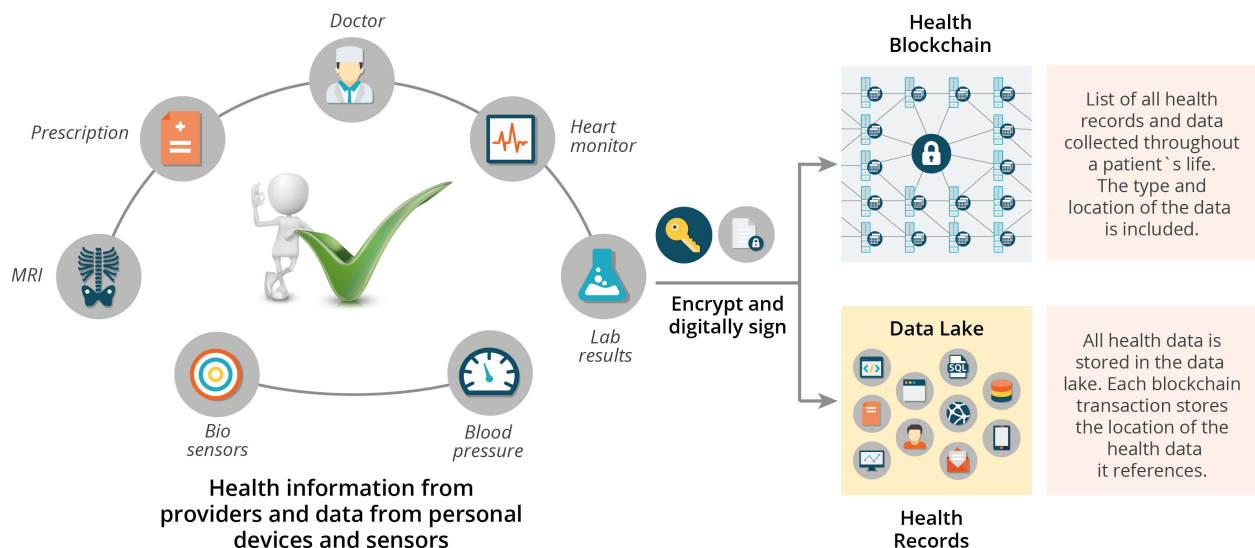 Doctor
Prescription
Heart
monitor
MRI
Lab
results
Bio
sensors
Blood
pressure
Health information from
providers and data from personal
devices and sensors
Encrypt and
digitally sign
Health
Blockchain
List of all health
records and data
collected throughout
a patient`s life.
The type and
location of the data
is included.
Data Lake
SQL
Health
Records
All health data is
stored in the data
lake. Each blockchain
transaction stores
the location of the
health data
it references.